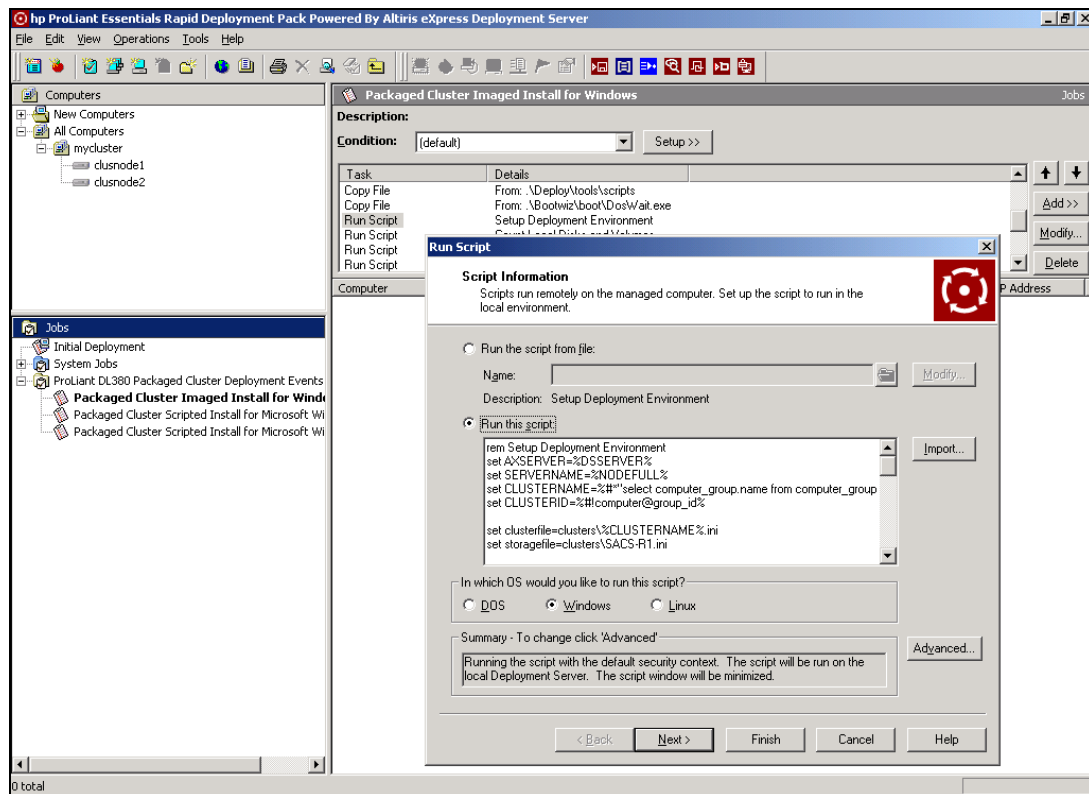 hp ProLiant Essentials Rapid Deployment Pack Powered By Altiris eXpress Deployment Server
File Edit View Operations Tools Help
Computers
New Computers
All Computers
mycluster
clusnode1
clusnode2
Jobs
Initial Deployment
System Jobs
ProLiant DL380 Packaged Cluster Deployment Events
Packaged Cluster Imaged Install for Windo
Packaged Cluster Scripted Install for Microsoft Wi
Packaged Cluster Scripted Install for Microsoft Wi
Packaged Cluster Imaged Install for Windows Jobs
Description:
Condition: (default) Setup >>
Task Details
Copy File From: .\Deploy\tools\scripts
Copy File From: .\Bootwiz\boot\DosWait.exe
Run Script Setup Deployment Environment
Run Script Count Local Disks and Volumes
Run Script
Run Script
Add >>
Modify...
Delete
Computer P Address
Run Script
Script Information
Scripts run remotely on the managed computer. Set up the script to run in the
local environment.
Run the script from file:
Name: Modify...
Description: Setup Deployment Environment
Run this script:
Import...
rem Setup Deployment Environment
set AXSERVER=%DSSERVER%
set SERVERNAME=%NODEFULL%
set CLUSTERNAME=%#*"select computer_group.name from computer_group
set CLUSTERID=%#!computer@group_id%
set clusterfile=clusters\%CLUSTERNAME%.ini
set storagefile=clusters\SACS-R1.ini
In which OS would you like to run this script?
DOS Windows Linux
Summary - To change click 'Advanced'
Advanced...
Running the script with the default security context. The script will be run on the
local Deployment Server. The script window will be minimized.
< Back Next > Finish Cancel Help
0 total